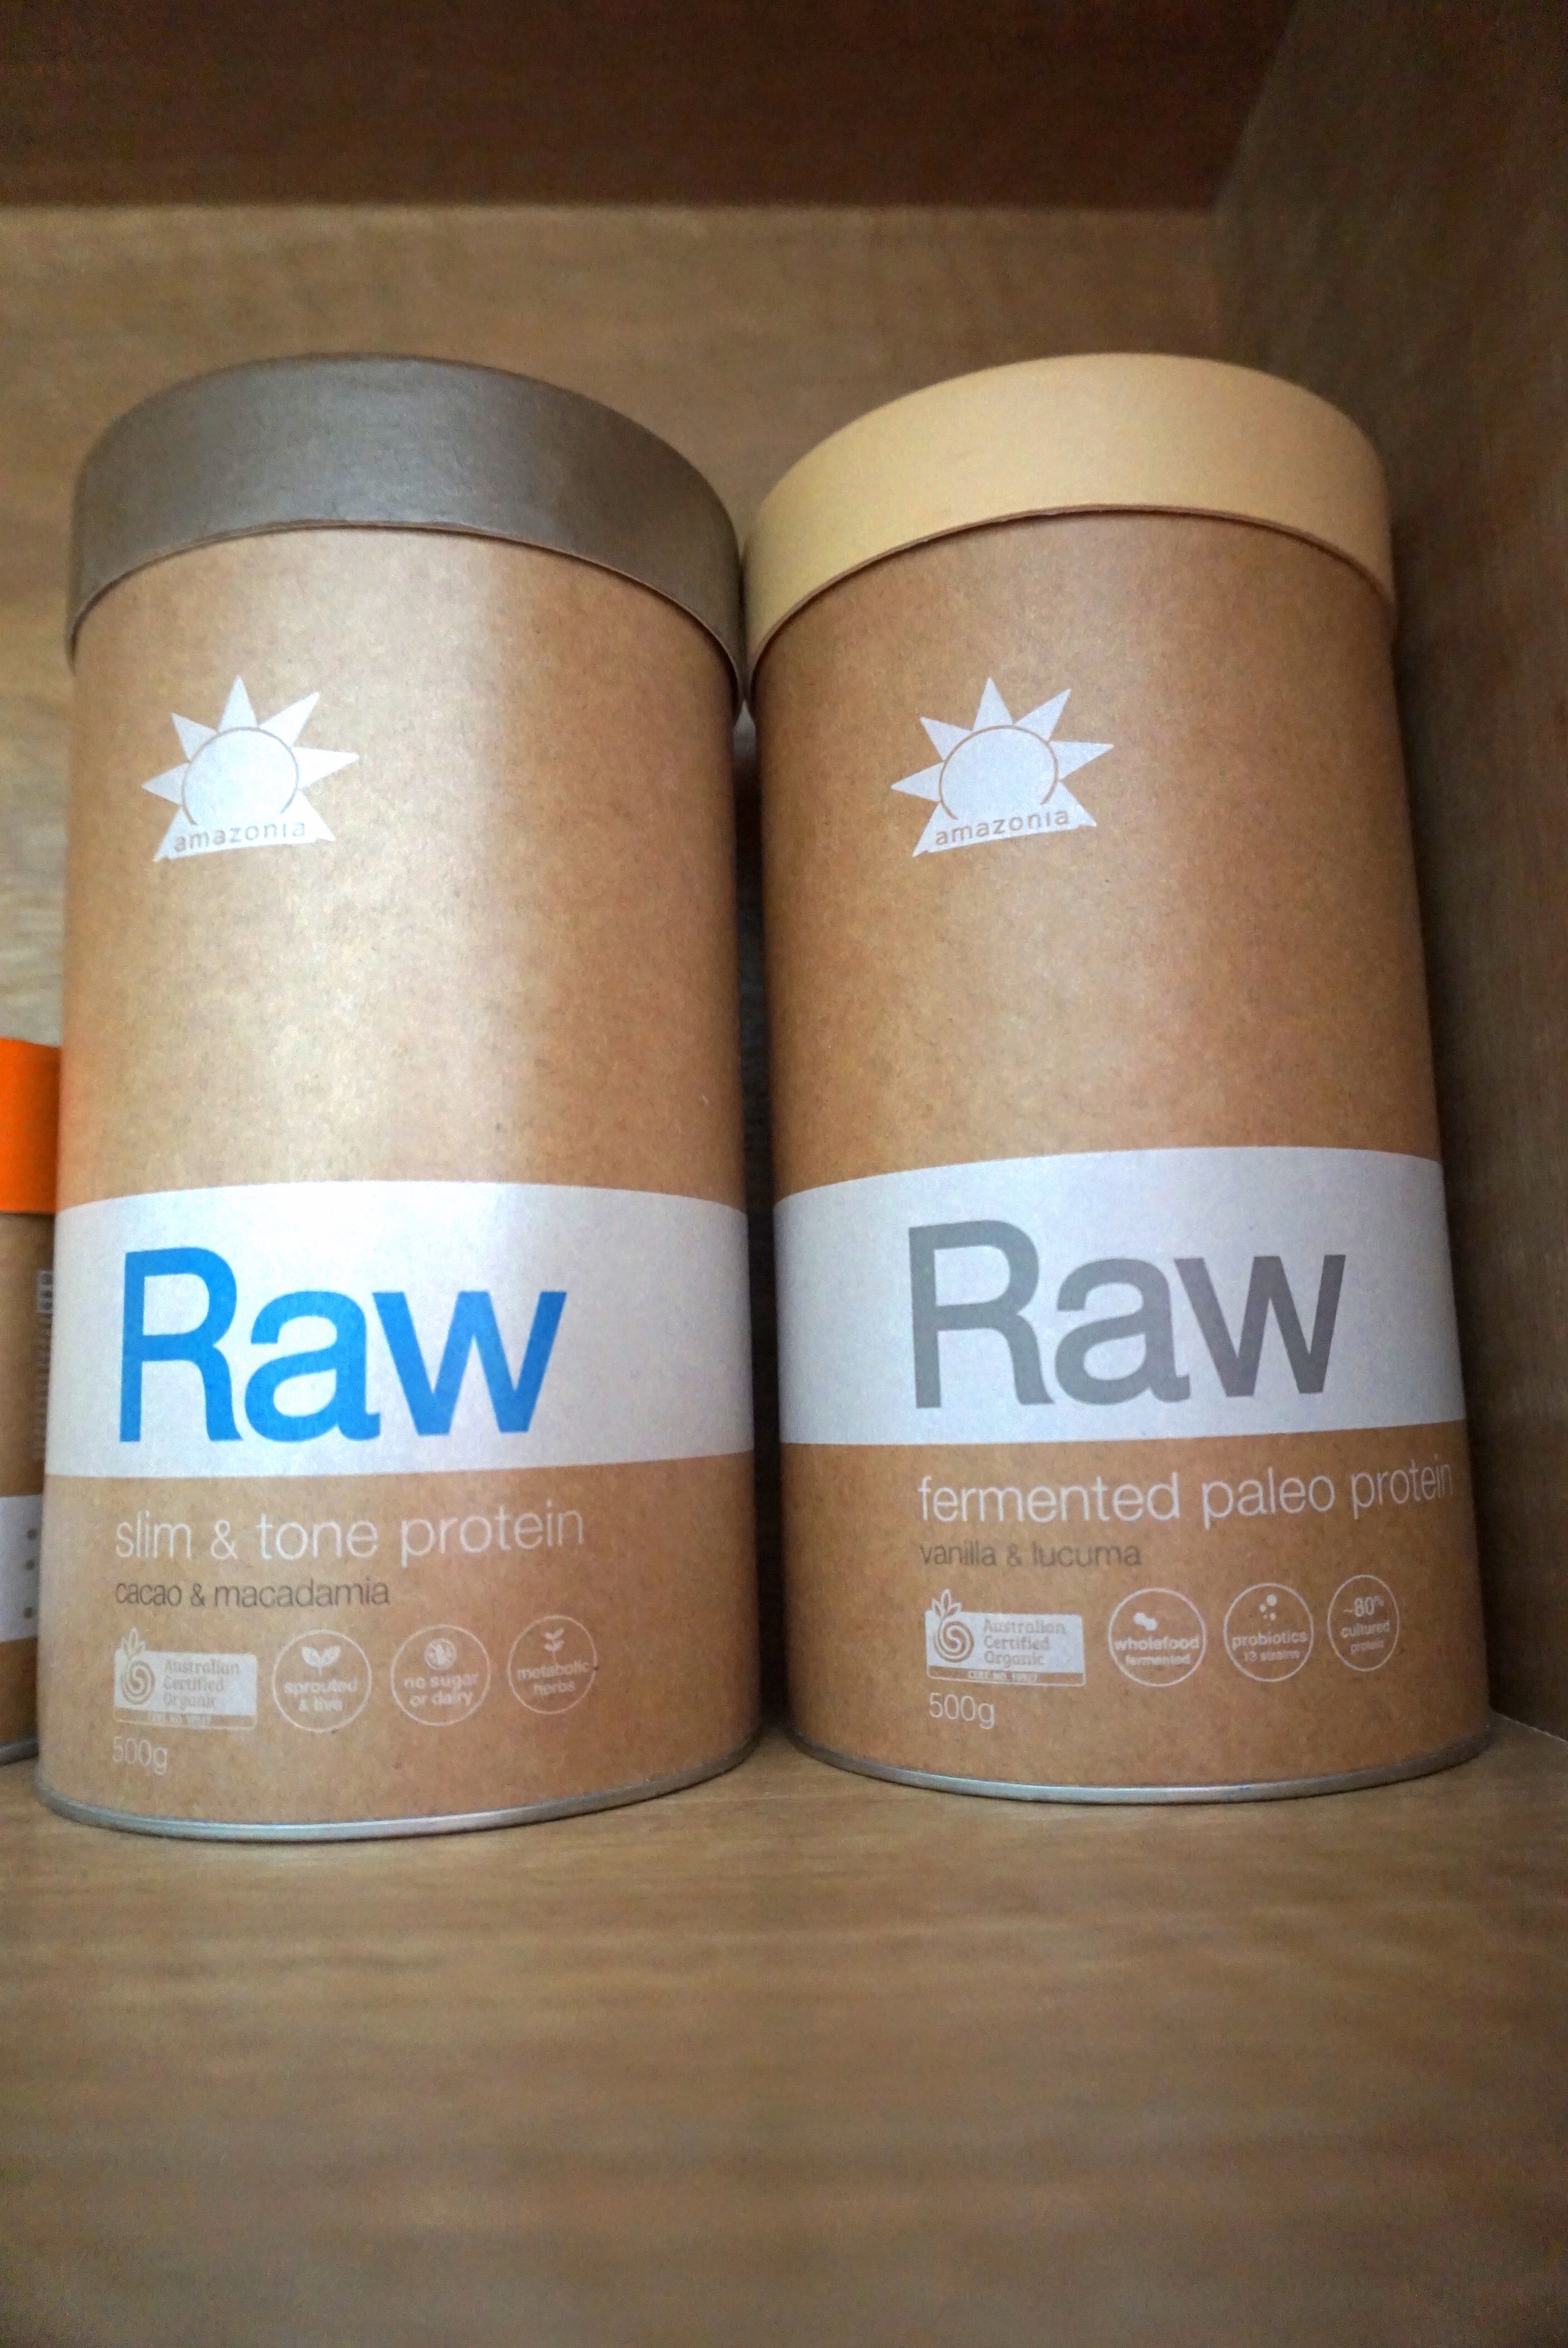 amazonia
Raw
slim & tone protein
cacao & macadamia
Australian
Certified
Organic
sprouted
& live
no sugar
or dairy
metabolic
herbs
500g
amazonia
Raw
fermented paleo protein
vanilla & lucuma
Australian
Certified
Organic
wholefood
fermented
probiotics
13 strains
~80%
cultured
protein
500g